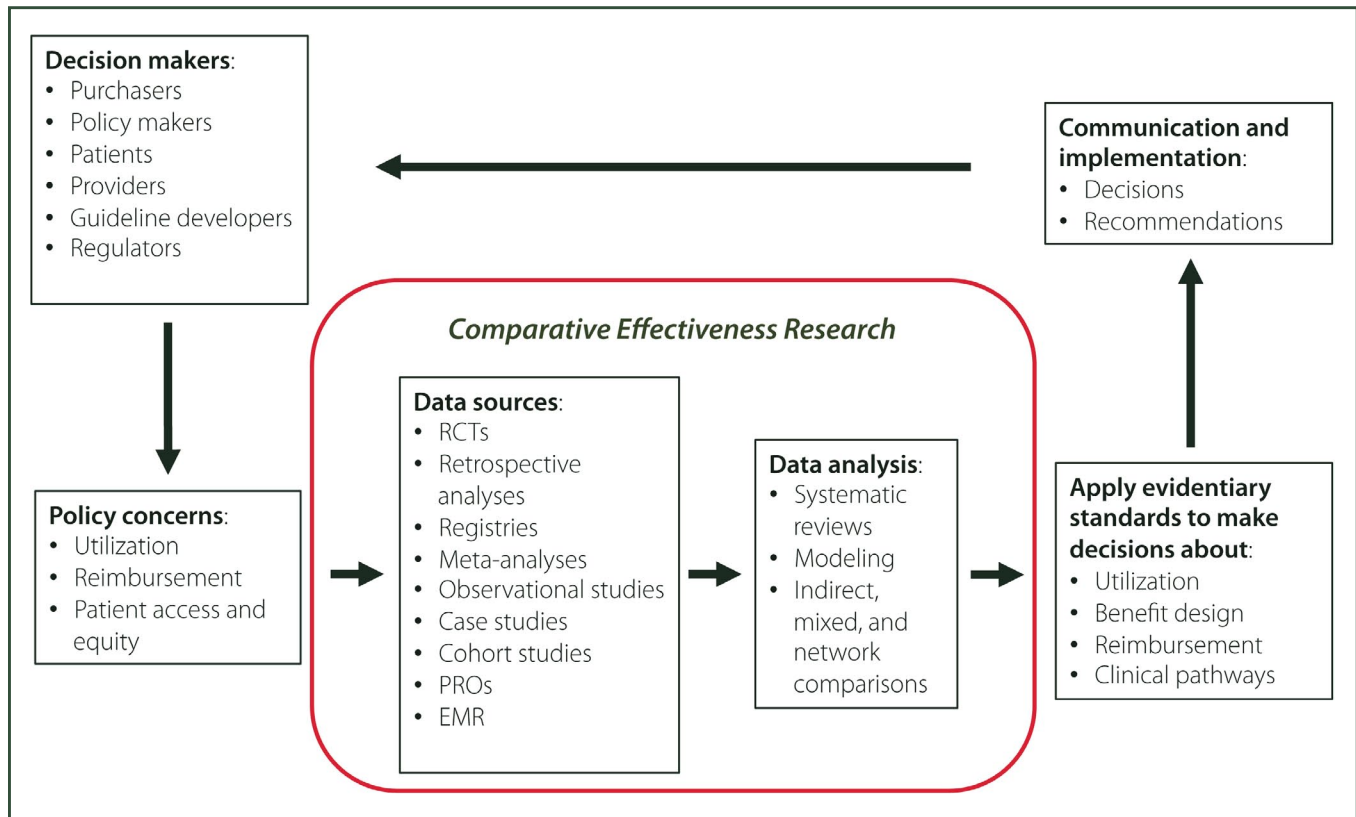 Decision makers:
• Purchasers
• Policy makers
• Patients
• Providers
• Guideline developers
• Regulators
Policy concerns:
• Utilization
• Reimbursement
• Patient access and
equity
Comparative Effectiveness Research
Data sources:
• RCTs
• Retrospective
analyses
• Registries
• Meta-analyses
• Observational studies
• Case studies
• Cohort studies
• PROs
• EMR
Data analysis:
• Systematic
reviews
• Modeling
• Indirect,
mixed, and
network
comparisons
Apply evidentiary
standards to make
decisions about:
• Utilization
• Benefit design
• Reimbursement
• Clinical pathways
Communication and
implementation:
• Decisions
• Recommendations